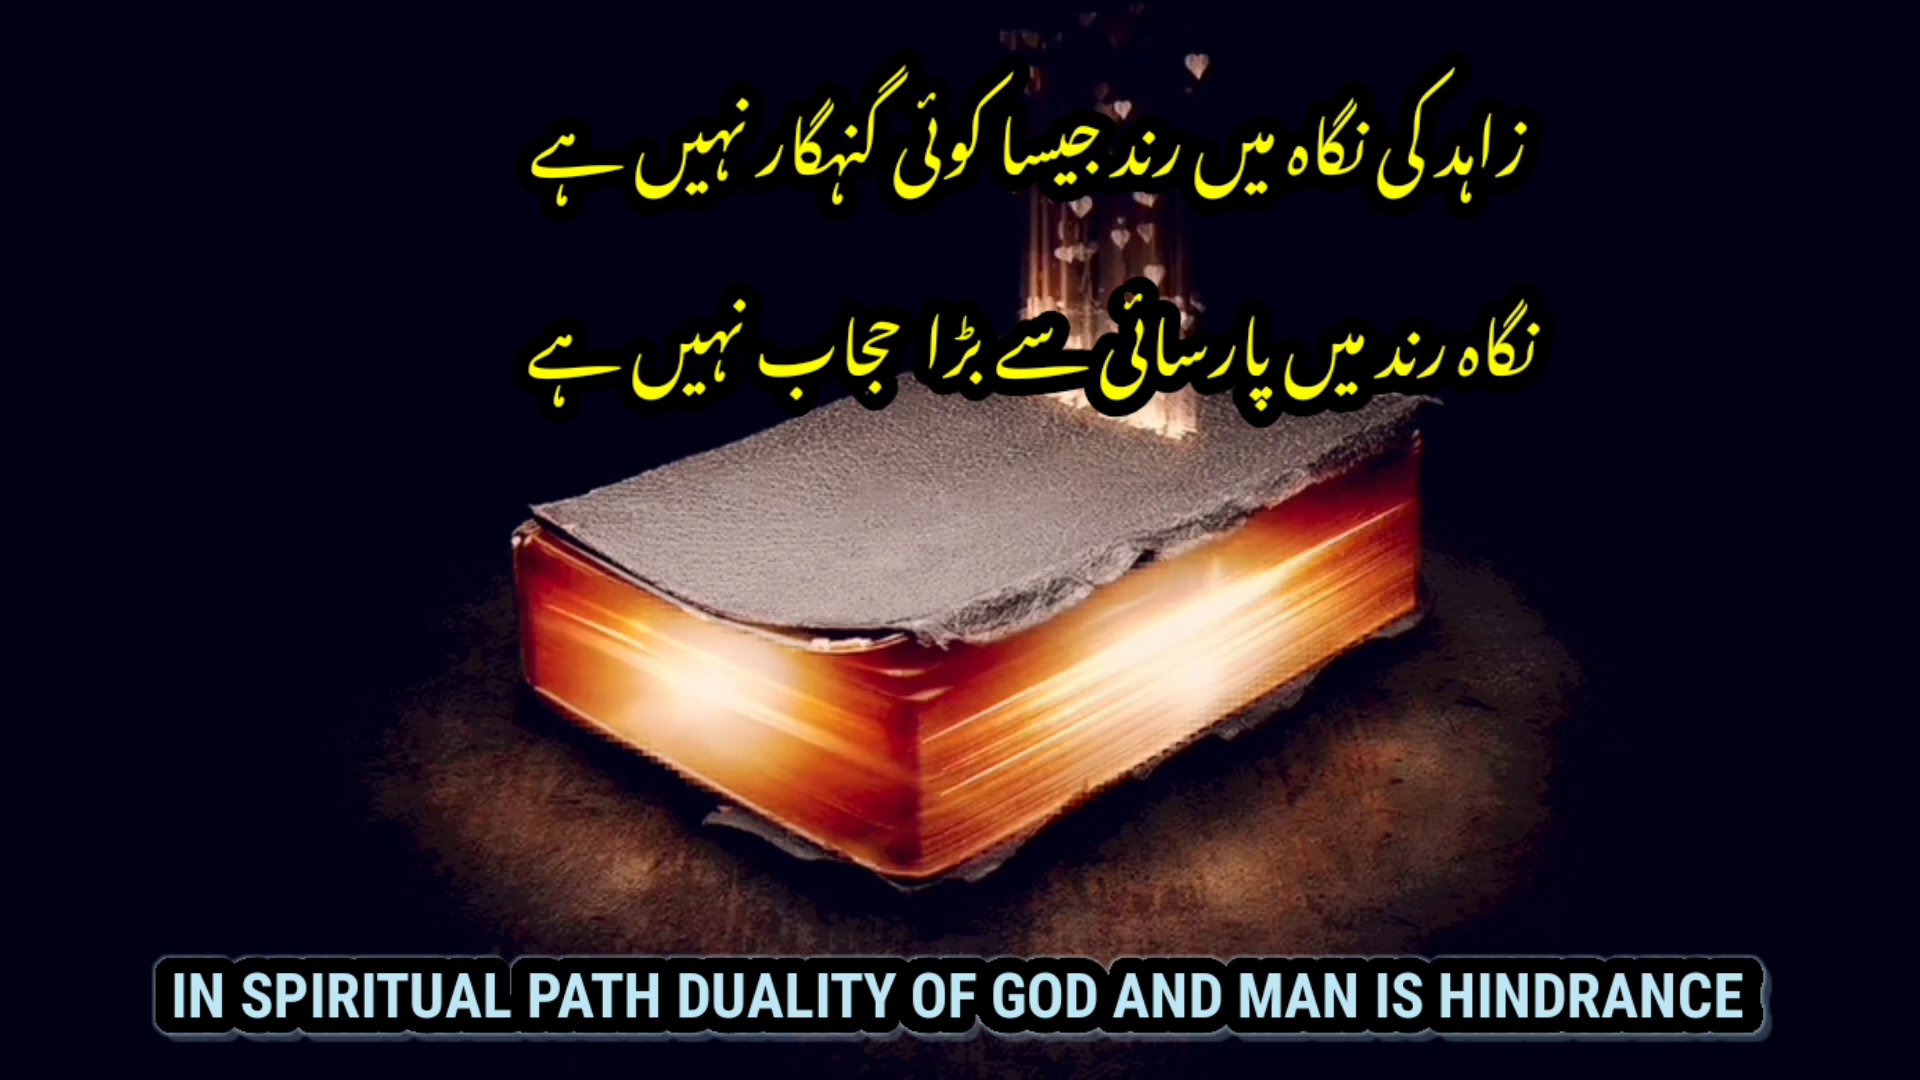 زاہد کی نگاہ میں رند جیسا کوئی گنہگار نہیں ہے
نگاہ رند میں پارسائی سے بڑا حجاب نہیں ہے
IN SPIRITUAL PATH DUALITY OF GOD AND MAN IS HINDRANCE